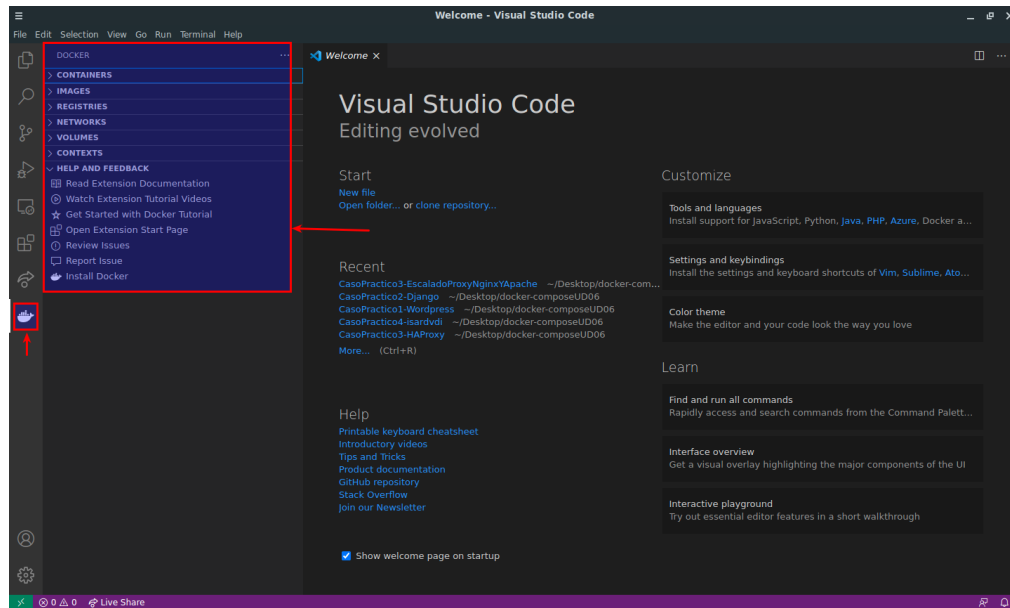 Welcome - Visual Studio Code
File Edit Selection View Go Run Terminal Help
DOCKER
CONTAINERS
IMAGES
REGISTRIES
NETWORKS
VOLUMES
CONTEXTS
HELP AND FEEDBACK
Read Extension Documentation
Watch Extension Tutorial Videos
Get Started with Docker Tutorial
Open Extension Start Page
Review Issues
Report Issue
Install Docker
Welcome
Visual Studio Code
Editing evolved
Start
New file
Open folder... or clone repository...
Recent
CasoPractico3-EscaladoProxyNginxYApache ~/Desktop/docker-com...
CasoPractico2-Django ~/Desktop/docker-composeUD06
CasoPractico1-Wordpress ~/Desktop/docker-composeUD06
CasoPractico4-isardvdi ~/Desktop/docker-composeUD06
CasoPractico3-HAProxy ~/Desktop/docker-composeUD06
More... (Ctrl+R)
Help
Printable keyboard cheatsheet
Introductory videos
Tips and Tricks
Product documentation
GitHub repository
Stack Overflow
Join our Newsletter
Show welcome page on startup
Customize
Tools and languages
Install support for JavaScript, Python, Java, PHP, Azure, Docker a...
Settings and keybindings
Install the settings and keyboard shortcuts of Vim, Sublime, Ato...
Color theme
Make the editor and your code look the way you love
Learn
Find and run all commands
Rapidly access and search commands from the Command Palett...
Interface overview
Get a visual overlay highlighting the major components of the UI
Interactive playground
Try out essential editor features in a short walkthrough
0 0 Live Share